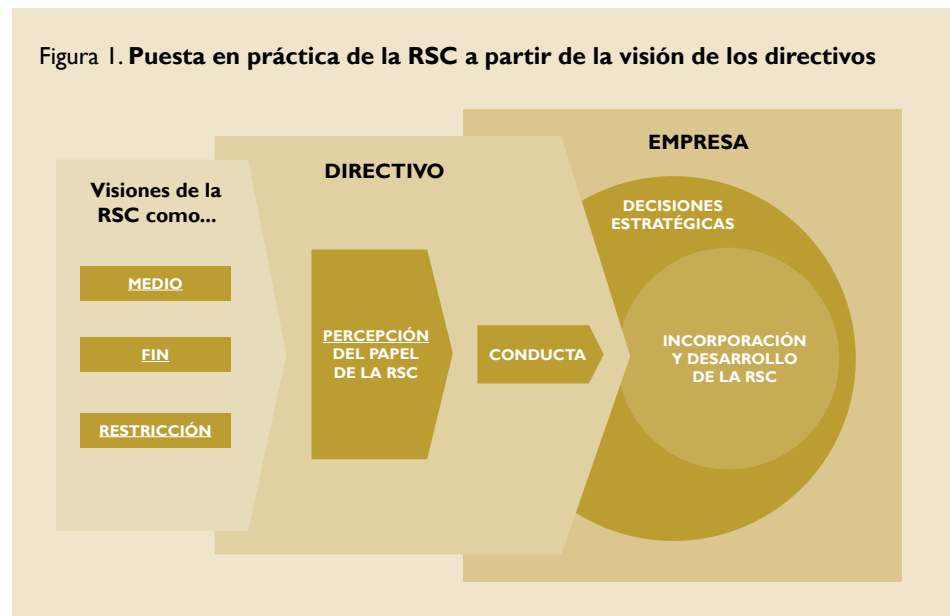 Figura 1. Puesta en práctica de la RSC a partir de la visión de los directivos
Visiones de la
RSC como...
MEDIO
FIN
RESTRICCIÓN
DIRECTIVO
PERCEPCIÓN
DEL PAPEL
DE LA RSC
CONDUCTA
EMPRESA
DECISIONES
ESTRATÉGICAS
INCORPORACIÓN
Y DESARROLLO
DE LA RSC